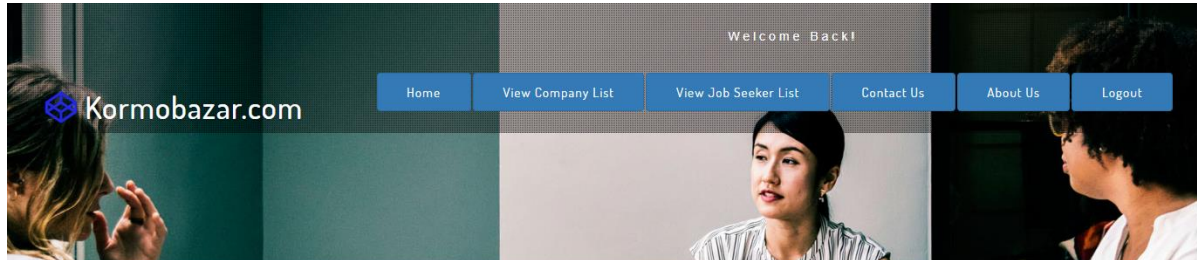 Welcome Back!
Kormobazar.com
Home View Company List View Job Seeker List Contact Us About Us Logout